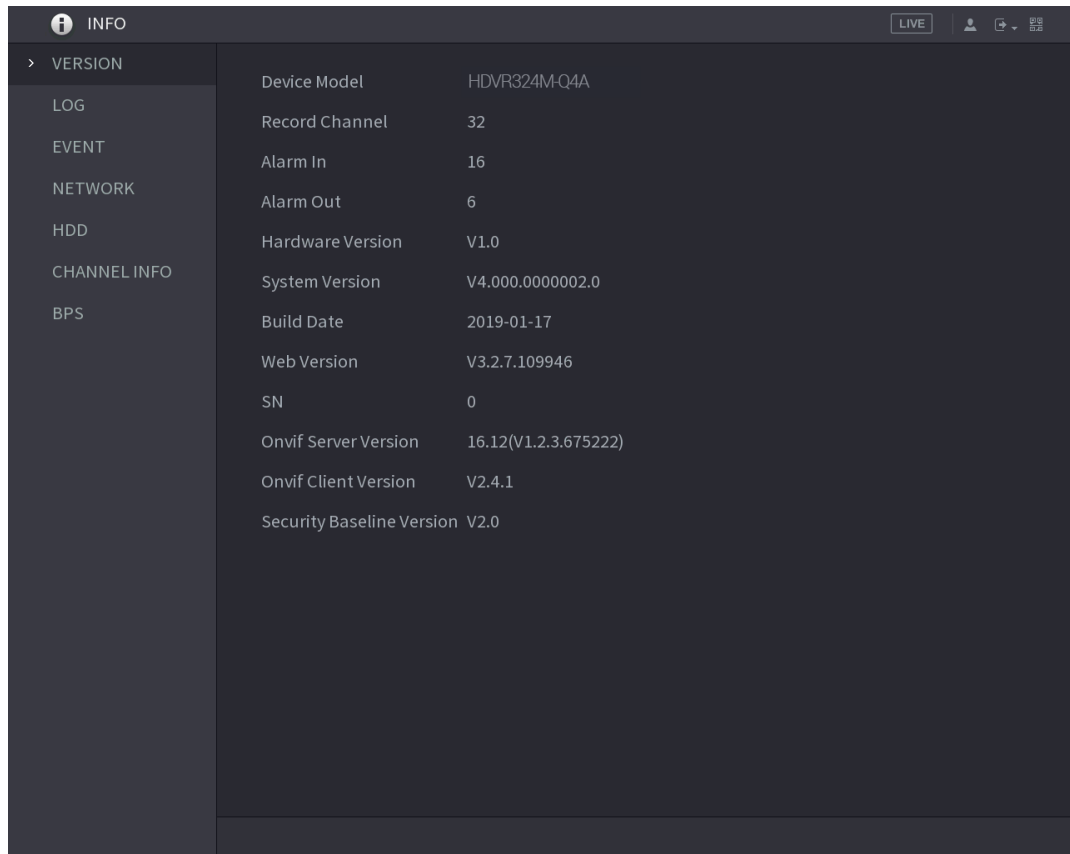 INFO
LIVE
VERSION
LOG
EVENT
NETWORK
HDD
CHANNEL INFO
BPS
Device Model HDVR324M-Q4A
Record Channel 32
Alarm In 16
Alarm Out 6
Hardware Version V1.0
System Version V4.000.0000002.0
Build Date 2019-01-17
Web Version V3.2.7.109946
SN 0
Onvif Server Version 16.12(V1.2.3.675222)
Onvif Client Version V2.4.1
Security Baseline Version V2.0